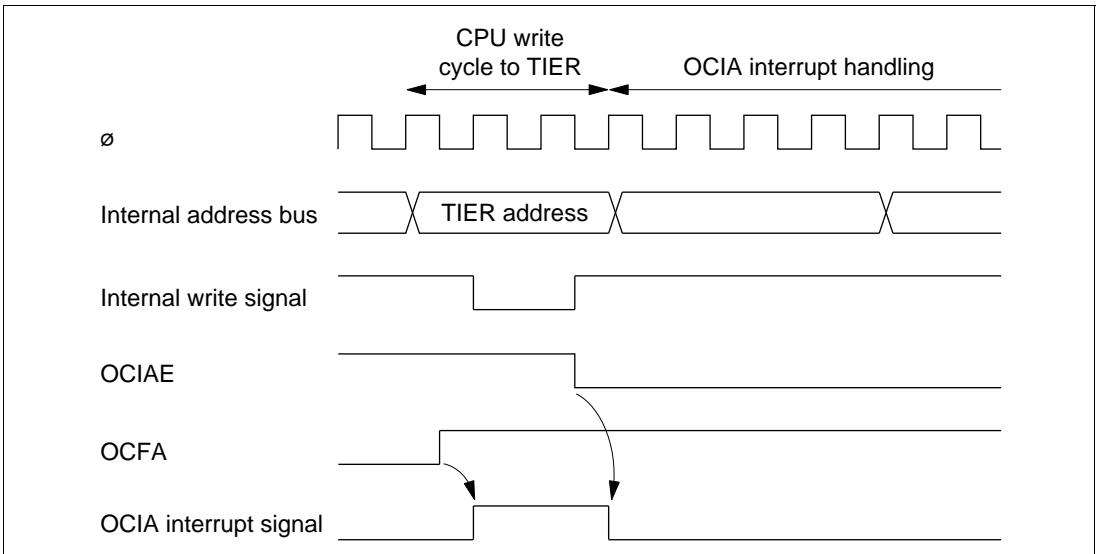 CPU write
cycle to TIER
OCIA interrupt handling
ø
Internal address bus
TIER address
Internal write signal
OCIAE
OCFA
OCIA interrupt signal